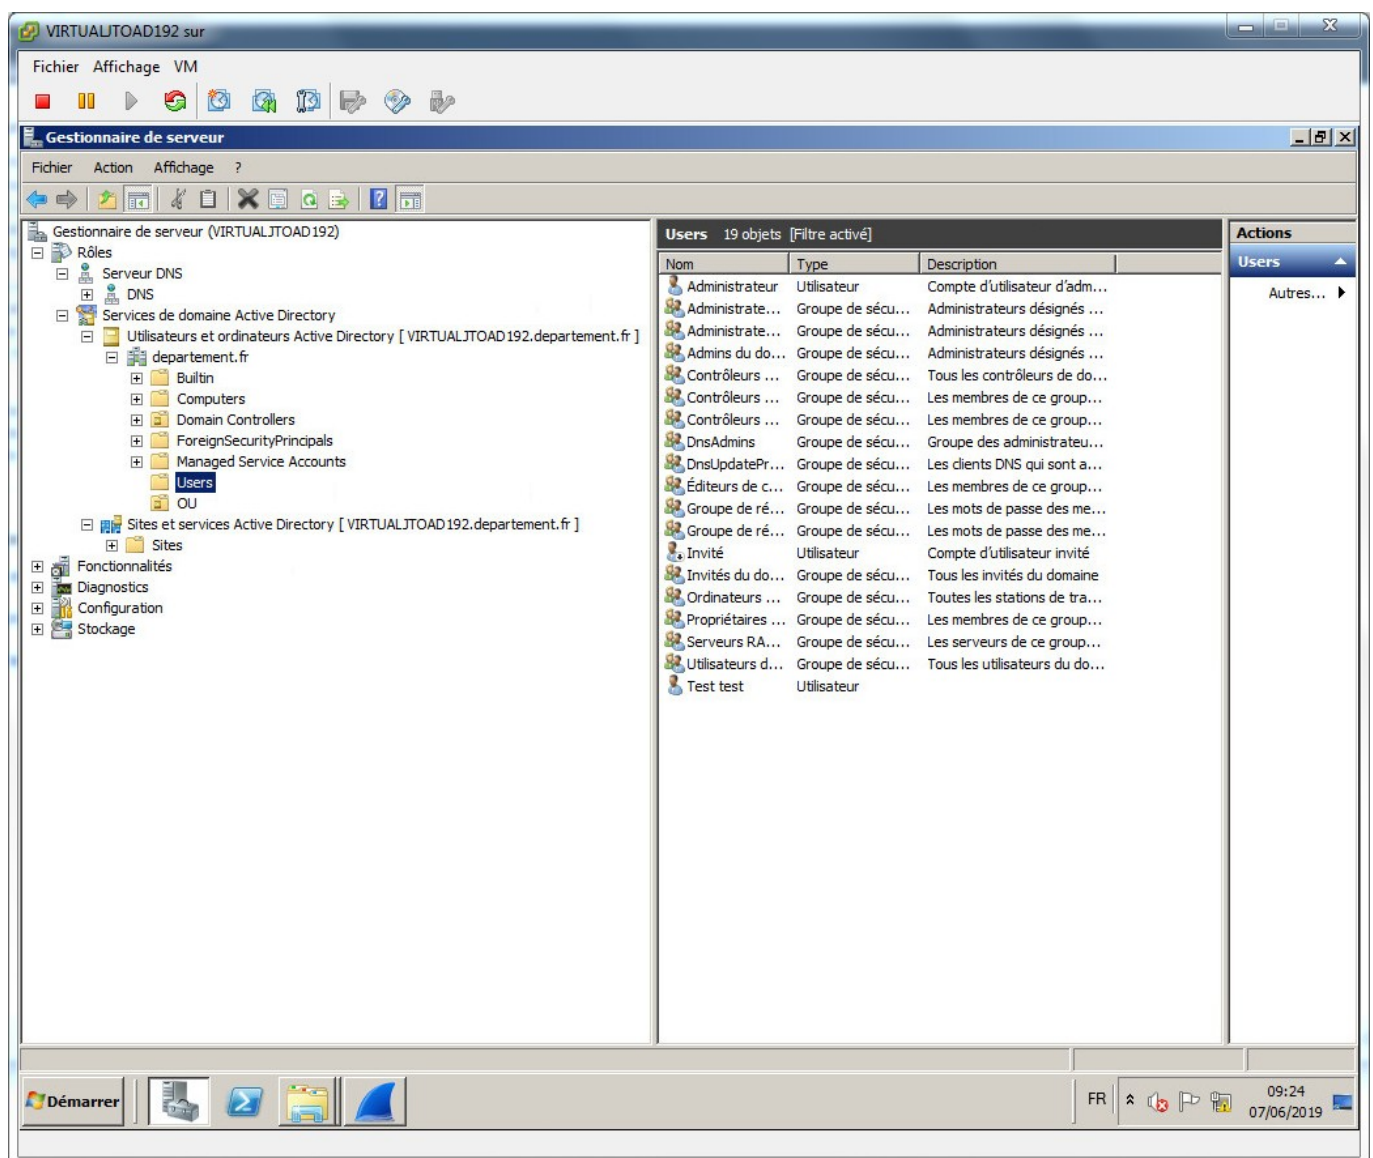 VIRTUALJTOAD192 sur
Fichier Affichage VM
Gestionnaire de serveur
Fichier Action Affichage ?
Gestionnaire de serveur (VIRTUALJTOAD192)
Rôles
Serveur DNS
DNS
Services de domaine Active Directory
Utilisateurs et ordinateurs Active Directory [ VIRTUALJTOAD192.departement.fr ]
departement.fr
Builtin
Computers
Domain Controllers
ForeignSecurityPrincipals
Managed Service Accounts
Users
OU
Sites et services Active Directory [ VIRTUALJTOAD192.departement.fr ]
Sites
Fonctionnalités
Diagnostics
Configuration
Stockage
Users 19 objets [Filtre activé]
Nom Type Description
Administrateur Utilisateur Compte d'utilisateur d'adm...
Administrate... Groupe de sécu... Administrateurs désignés ...
Administrate... Groupe de sécu... Administrateurs désignés ...
Admins du do... Groupe de sécu... Administrateurs désignés ...
Contrôleurs ... Groupe de sécu... Tous les contrôleurs de do...
Contrôleurs ... Groupe de sécu... Les membres de ce group...
Contrôleurs ... Groupe de sécu... Les membres de ce group...
DnsAdmins Groupe de sécu... Groupe des administrateu...
DnsUpdatePr... Groupe de sécu... Les clients DNS qui sont a...
Éditeurs de c... Groupe de sécu... Les membres de ce group...
Groupe de ré... Groupe de sécu... Les mots de passe des me...
Groupe de ré... Groupe de sécu... Les mots de passe des me...
Invité Utilisateur Compte d'utilisateur invité
Invités du do... Groupe de sécu... Tous les invités du domaine
Ordinateurs ... Groupe de sécu... Toutes les stations de tra...
Propriétaires ... Groupe de sécu... Les membres de ce group...
Serveurs RA... Groupe de sécu... Les serveurs de ce group...
Utilisateurs d... Groupe de sécu... Tous les utilisateurs du do...
Test test Utilisateur
Actions
Users
Autres...
Démarrer
FR
09:24
07/06/2019